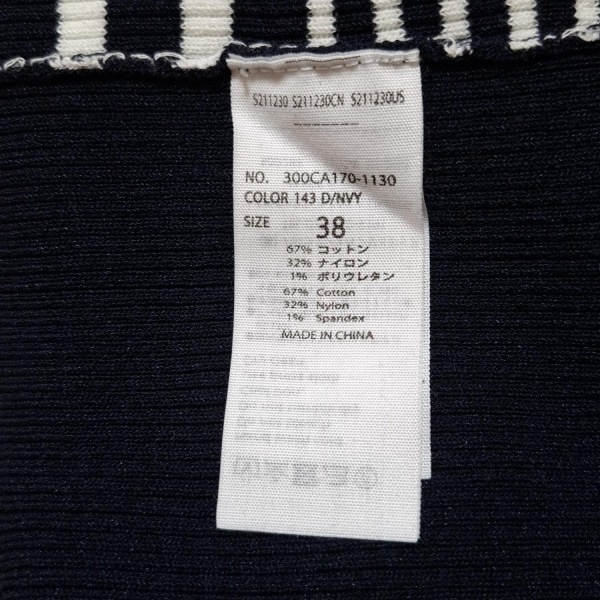 S211230 S211230CN S211230US
NO. 300CA170-1130
COLOR 143 D/NVY
SIZE 38
67% コットン
32% ナイロン
1% ポリウレタン
67% Cotton
32% Nylon
1% Spandex
MADE IN CHINA